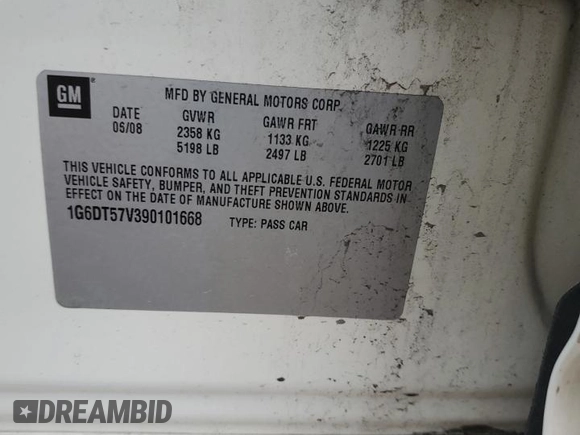 GM
MFD BY GENERAL MOTORS CORP.
DATE GVWR GAWR FRT GAWR RR
05/08 2358 KG 1133 KG 1225 KG
5198 LB 2497 LB 2701 LB
THIS VEHICLE CONFORMS TO ALL APPLICABLE U.S. FEDERAL MOTOR
VEHICLE SAFETY, BUMPER, AND THEFT PREVENTION STANDARDS IN
EFFECT ON THE DATE OF MANUFACTURE SHOWN ABOVE.
1G6DT57V390101668 TYPE: PASS CAR
DREAMBID